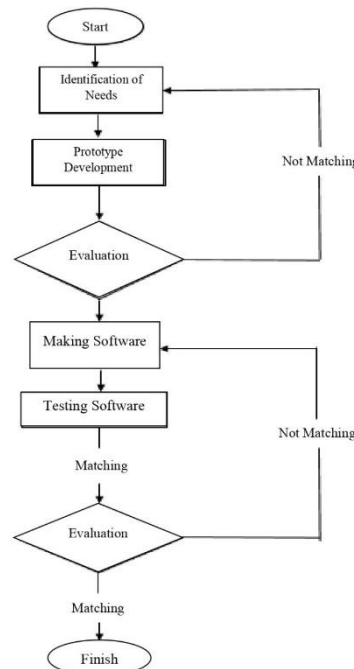 Start
Identification of
Needs
Prototype
Development
Not Matching
Evaluation
Making Software
Testing Software
Not Matching
Matching
Evaluation
Matching
Finish